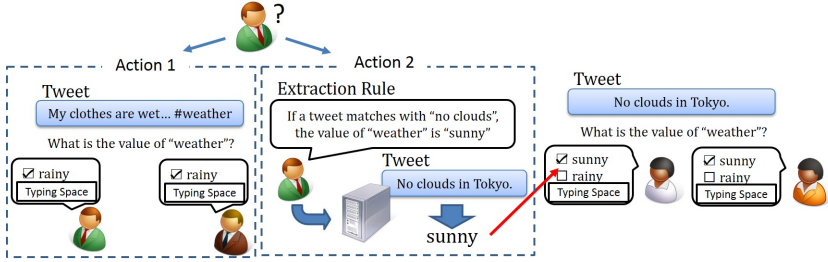 ?
Action 1
Tweet
My clothes are wet... #weather
What is the value of “weather”?
rainy
Typing Space
rainy
Typing Space
Action 2
Extraction Rule
If a tweet matches with “no clouds”,
the value of “weather” is “sunny”
Tweet
No clouds in Tokyo.
sunny
Tweet
No clouds in Tokyo.
What is the value of “weather”?
sunny
rainy
Typing Space
sunny
rainy
Typing Space